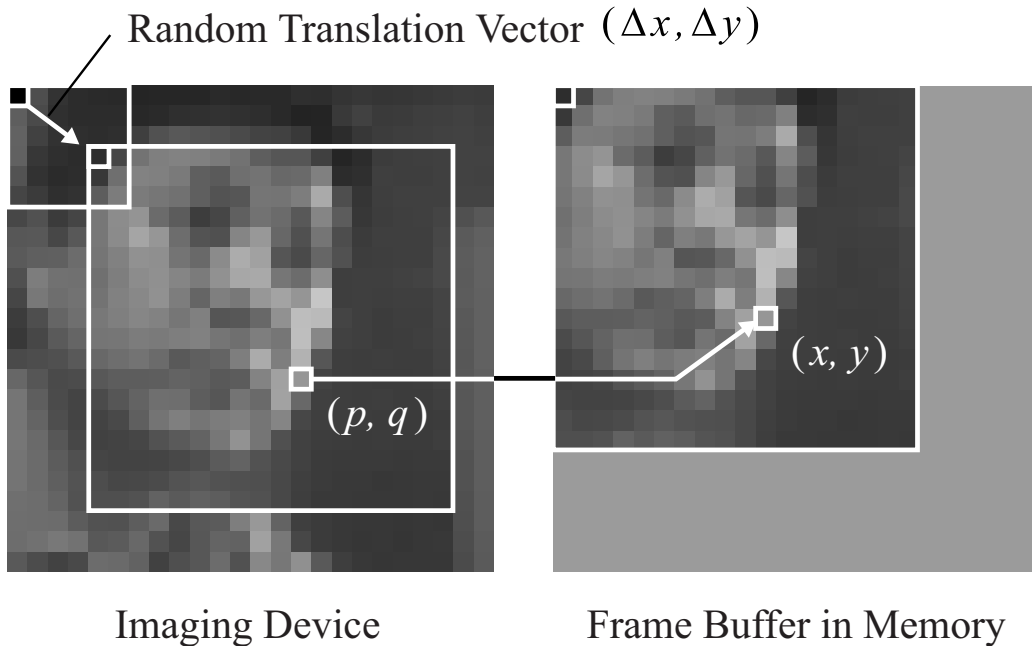 Random Translation Vector (Δx, Δy)
(p, q)
(x, y)
Imaging Device
Frame Buffer in Memory